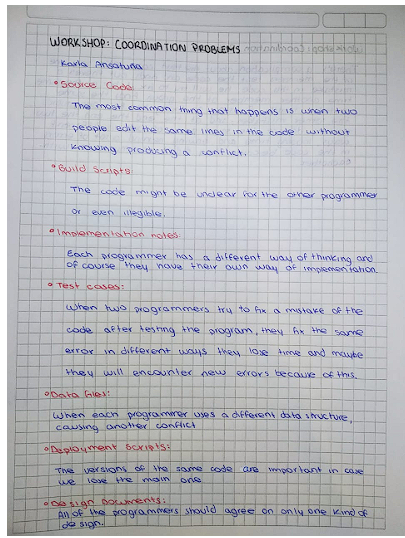 WORKSHOP: COORDINATION PROBLEMS
Karla Ansatuña
• Source Code
The most common thing that happens is when two
people edit the same lines in the code without
knowing producing a conflict.
• Build Scripts
The code might be unclear for the other programmer
or even illegible.
• Implementation notes
Each programmer has a different way of thinking and
of course they have their own way of implementation
• Test cases:
When two programmers try to fix a mistake of the
code after testing the program, they fix the same
error in different ways they lose time and maybe
they will encounter new errors because of this.
• Data files:
When each programmer uses a different data structure,
causing another conflict
• Deployment Scripts:
The versions of the same code are important in case
we lose the main one
• Design Documents:
All of the programmers should agree on only one kind of
design.